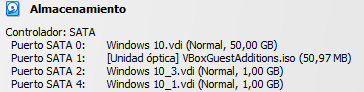 Almacenamiento
Controlador: SATA
Puerto SATA 0: Windows 10.vdi (Normal, 50,00 GB)
Puerto SATA 1: [Unidad óptica] VBoxGuestAdditions.iso (50,97 MB)
Puerto SATA 2: Windows 10_3.vdi (Normal, 1,00 GB)
Puerto SATA 4: Windows 10_1.vdi (Normal, 1,00 GB)